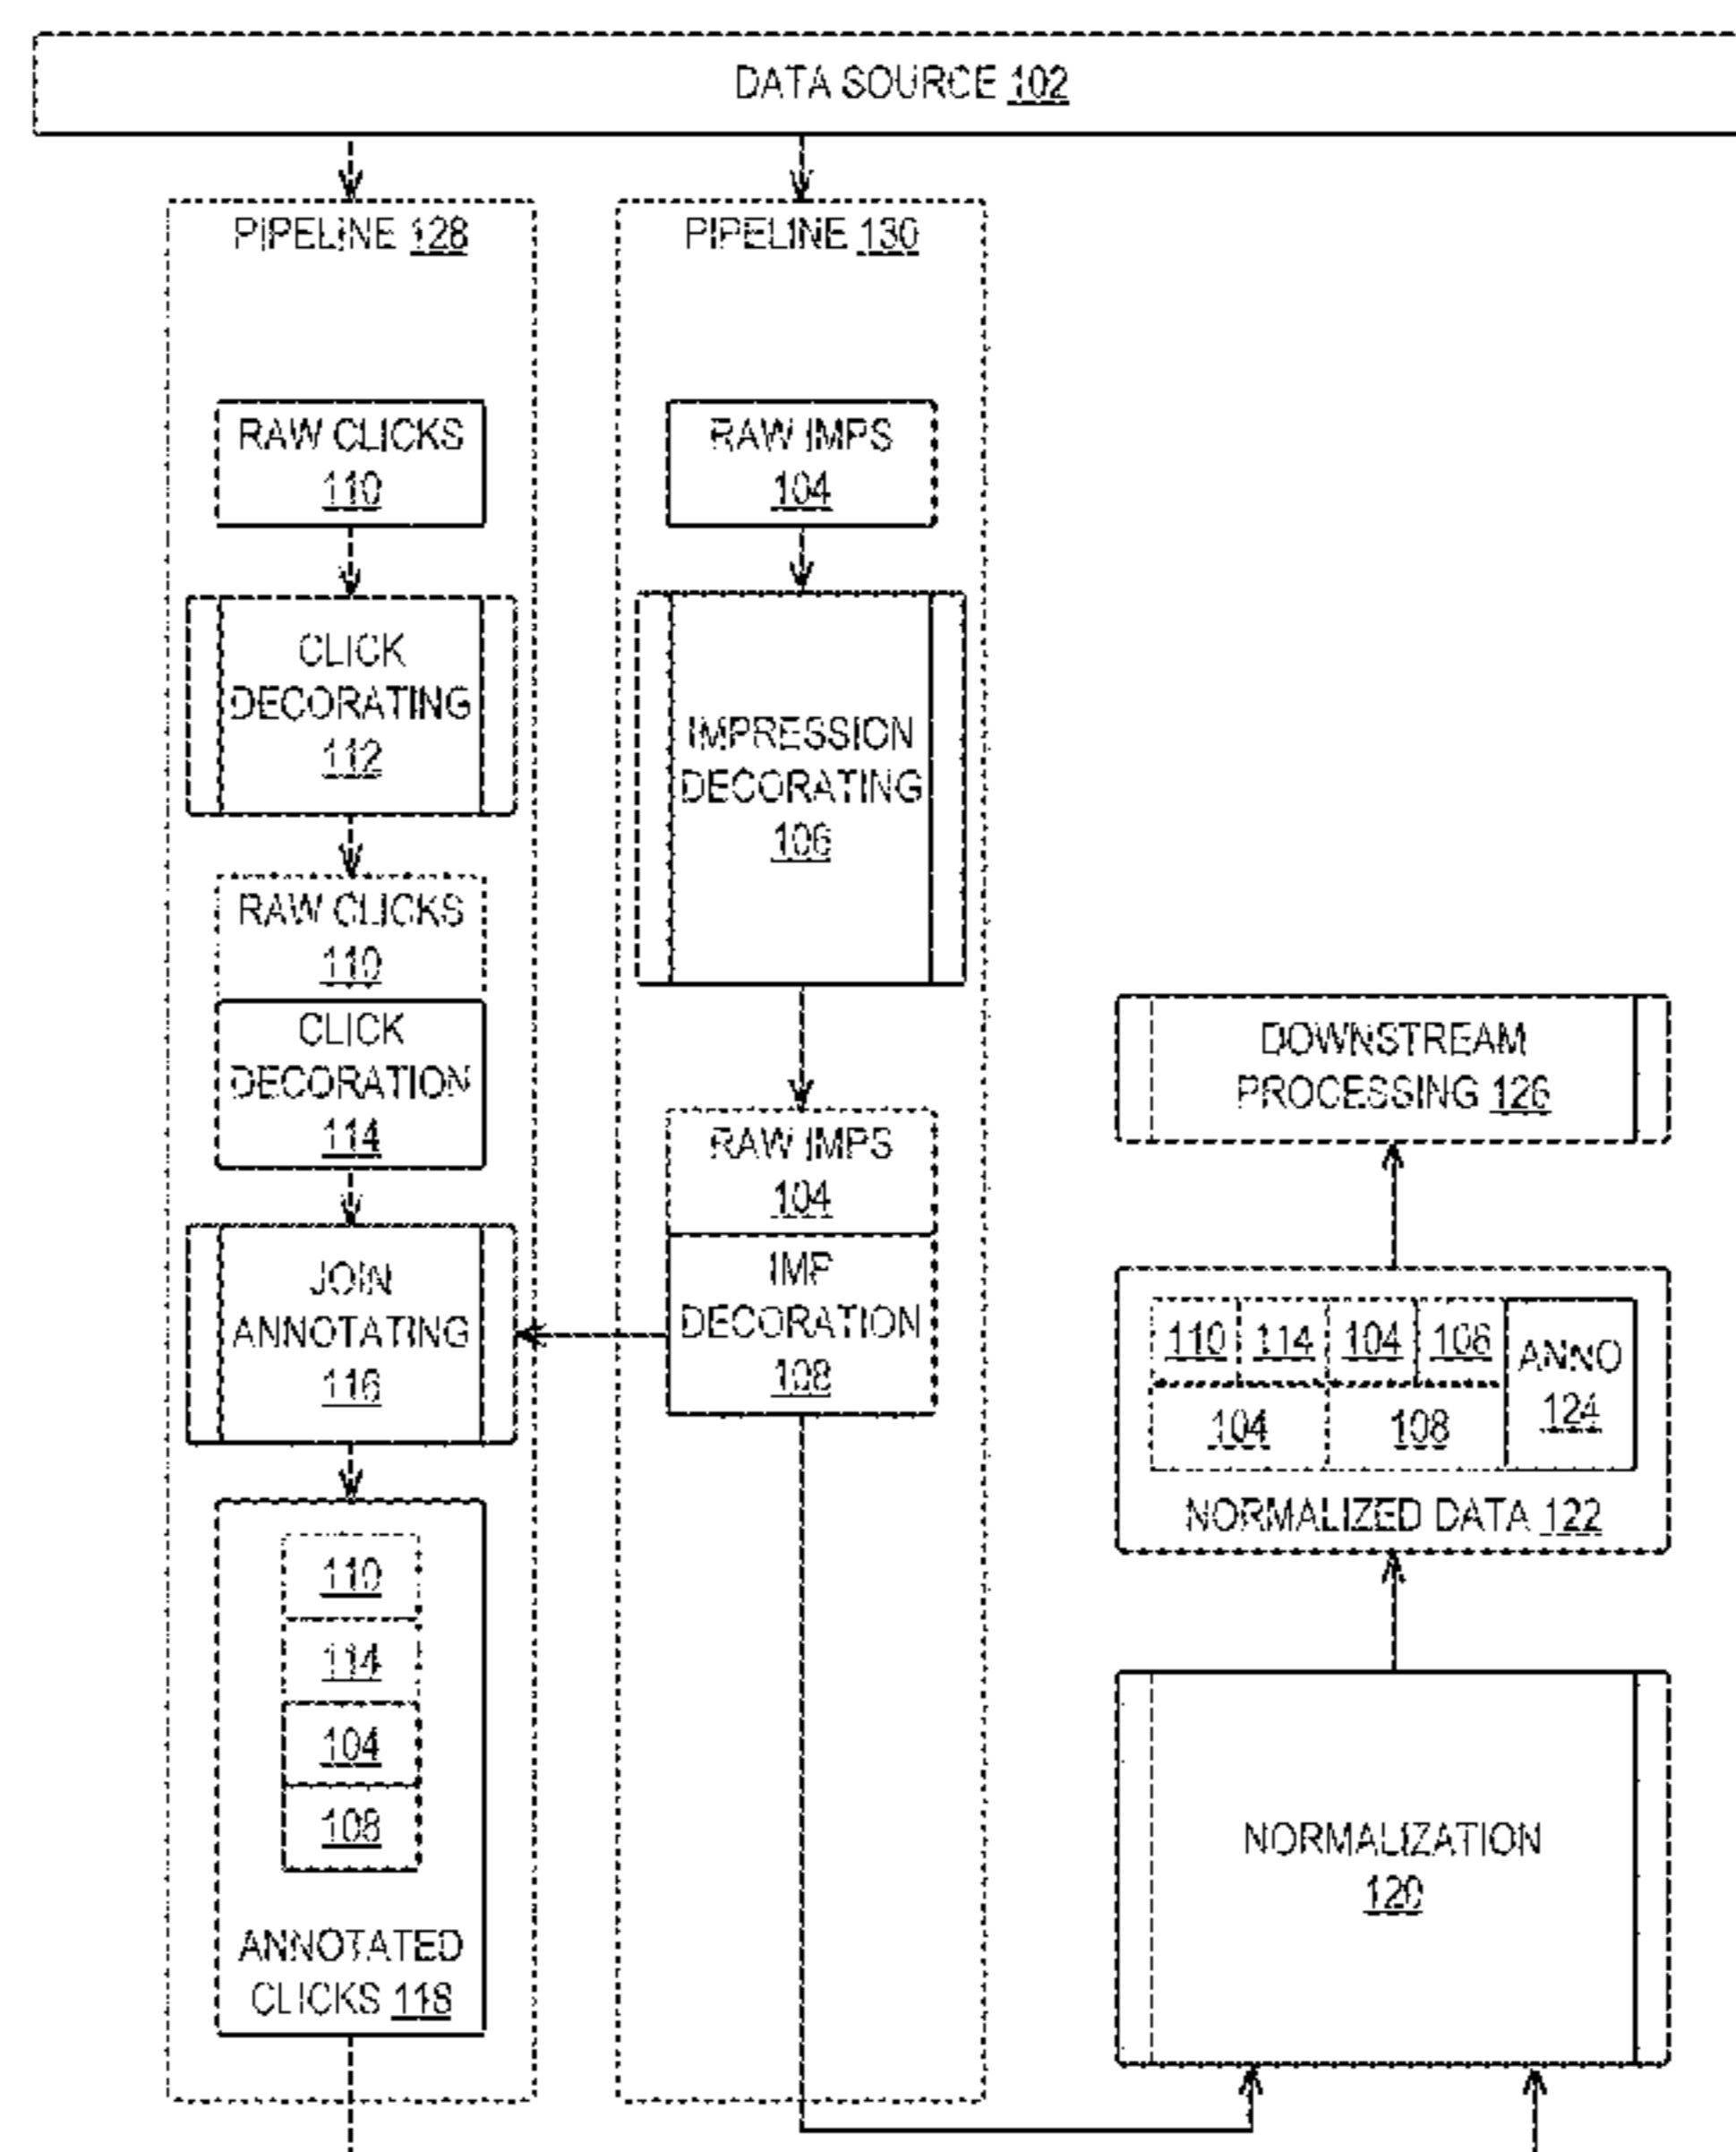 DATA SOURCE 102
PIPELINE 128
RAW CLICKS
110
CLICK
DECORATING
112
RAW CLICKS
110
CLICK
DECORATION
114
JOIN
ANNOTATING
116
110
114
104
108
ANNOTATED
CLICKS 118
PIPELINE 130
RAW IMPS
104
IMPRESSION
DECORATING
106
RAW IMPS
104
IMP
DECORATION
108
DOWNSTREAM
PROCESSING 126
110 114 104 108 ANNO
104 108 124
NORMALIZED DATA 122
NORMALIZATION
120